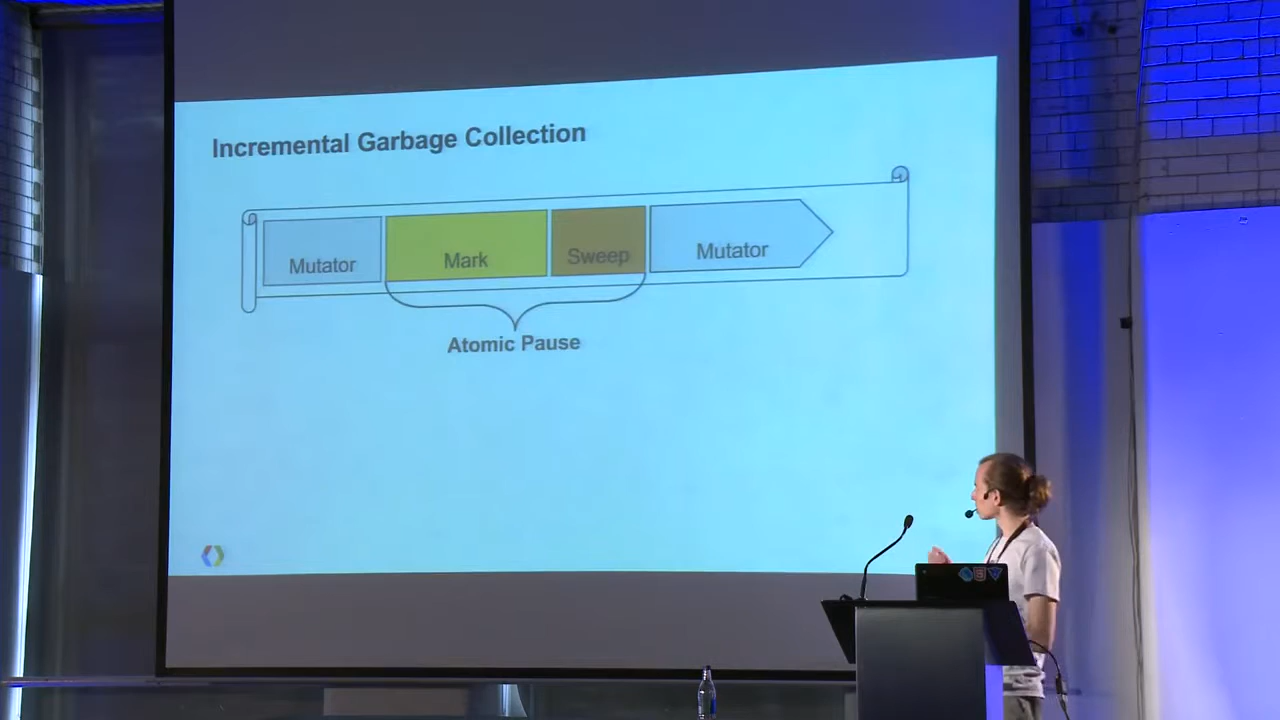 Incremental Garbage Collection
Mutator
Mark
Sweep
Mutator
Atomic Pause